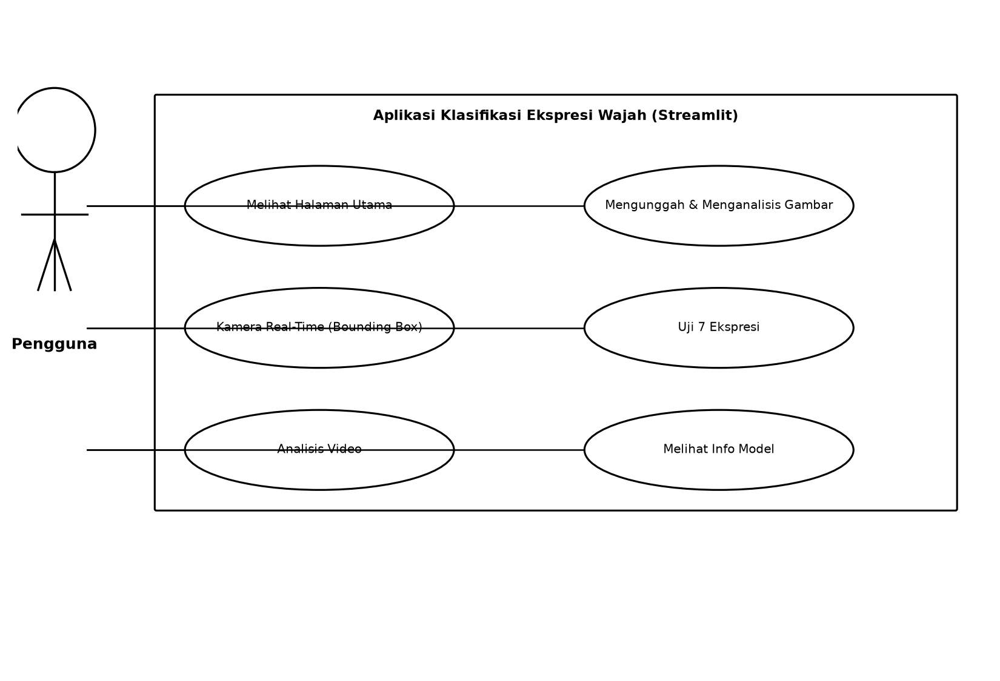 Aplikasi Klasifikasi Ekspresi Wajah (Streamlit)
Melihat Halaman Utama
Mengunggah & Menganalisis Gambar
Kamera Real-Time (Bounding Box)
Uji 7 Ekspresi
Pengguna
Analisis Video
Melihat Info Model